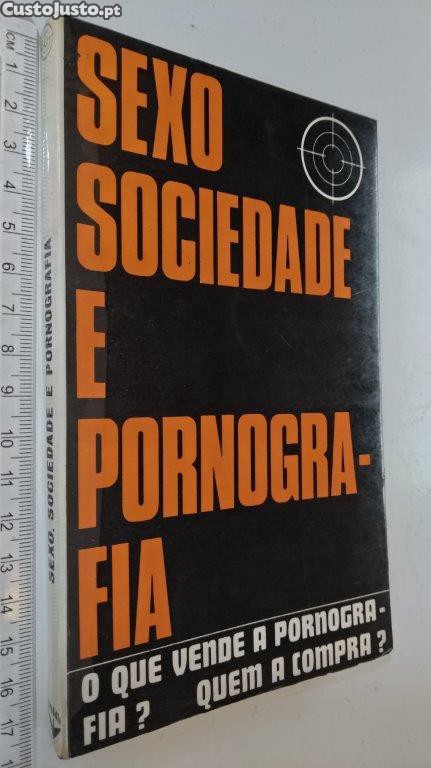 CustoJusto.pt
SEXO
SOCIEDADE
E
PORNOGRA-
FIA
O QUE VENDE A PORNOGRA-
FIA ? QUEM A COMPRA ?
SEXO, SOCIEDADE E PORNOGRAFIA
CM 1 2 3 4 5 6 7 8 9 10 11 12 13 14 15 16 17